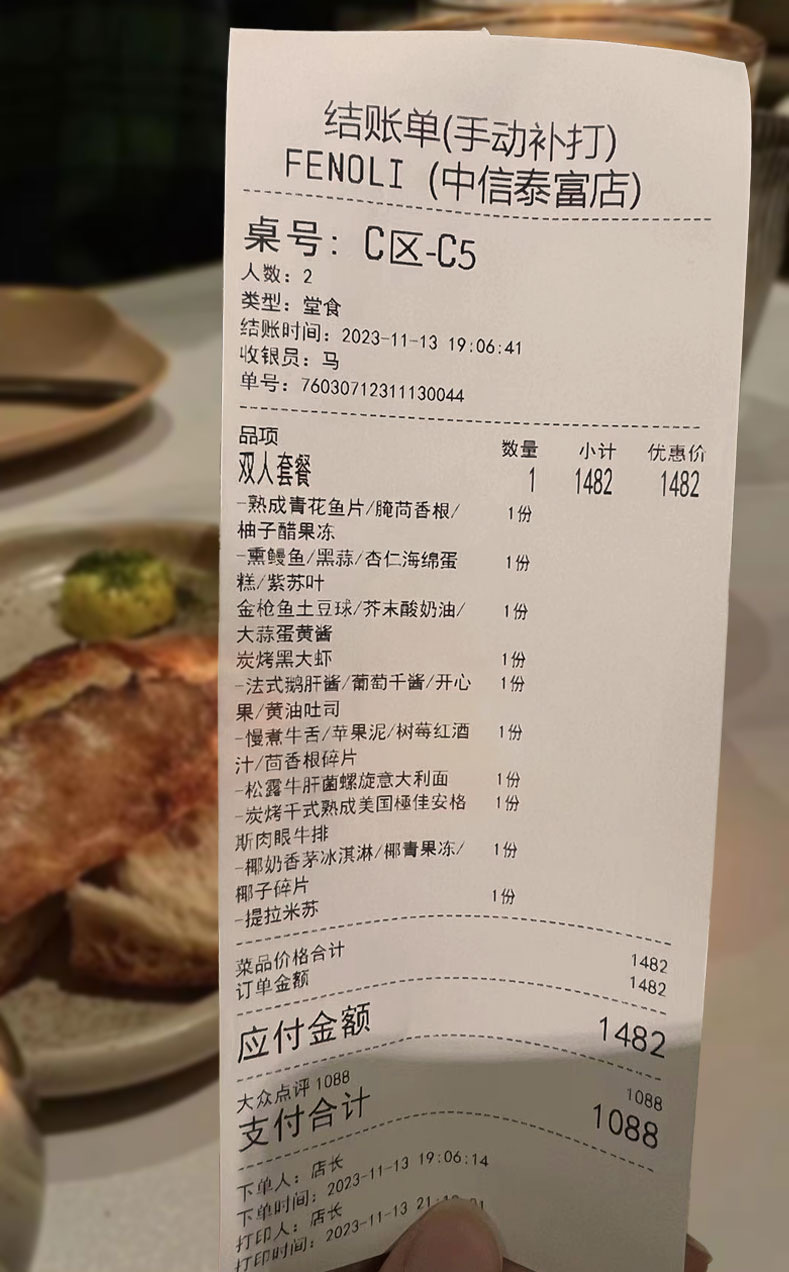 结账单(手动补打)
FENOLI (中信泰富店)
桌号: C区-C5
人数: 2
类型: 堂食
结账时间: 2023-11-13 19:06:41
收银员: 马
单号: 76030712311130044
品项 数量 小计 优惠价
双人套餐 1 1482 1482
-熟成青花鱼片/腌茼香根/ 1份
柚子醋果冻
-熏鳗鱼/黑蒜/杏仁海绵蛋 1份
糕/紫苏叶
金枪鱼土豆球/芥末酸奶油/ 1份
大蒜蛋黄酱
炭烤黑大虾 1份
-法式鹅肝酱/葡萄干酱/开心 1份
果/黄油吐司
-慢煮牛舌/苹果泥/树莓红酒 1份
汁/茴香根碎片
-松露牛肝菌螺旋意大利面 1份
-炭烤干式熟成美国極佳安格 1份
斯肉眼牛排
-椰奶香茅冰淇淋/椰青果冻/ 1份
椰子碎片
-提拉米苏 1份
菜品价格合计 1482
订单金额 1482
应付金额 1482
大众点评1088 1088
支付合计 1088
下单人: 店长
下单时间: 2023-11-13 19:06:14
打印人: 店长
打印时间: 2023-11-13